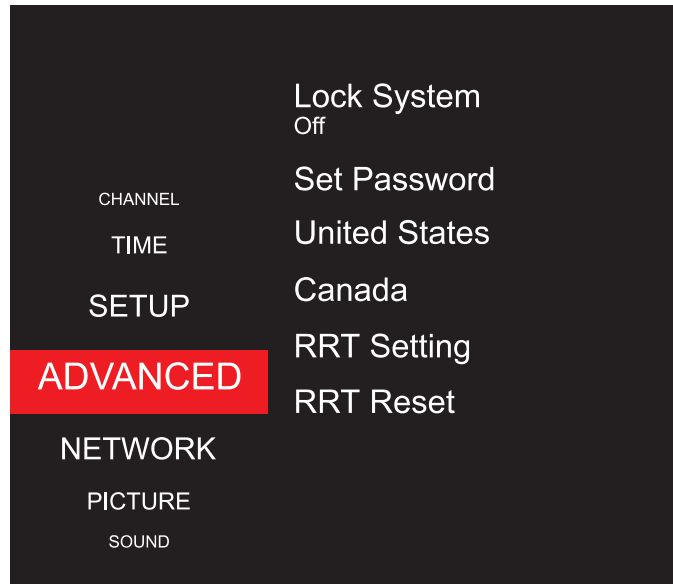 CHANNEL
TIME
SETUP
ADVANCED
NETWORK
PICTURE
SOUND
Lock System
Off
Set Password
United States
Canada
RRT Setting
RRT Reset